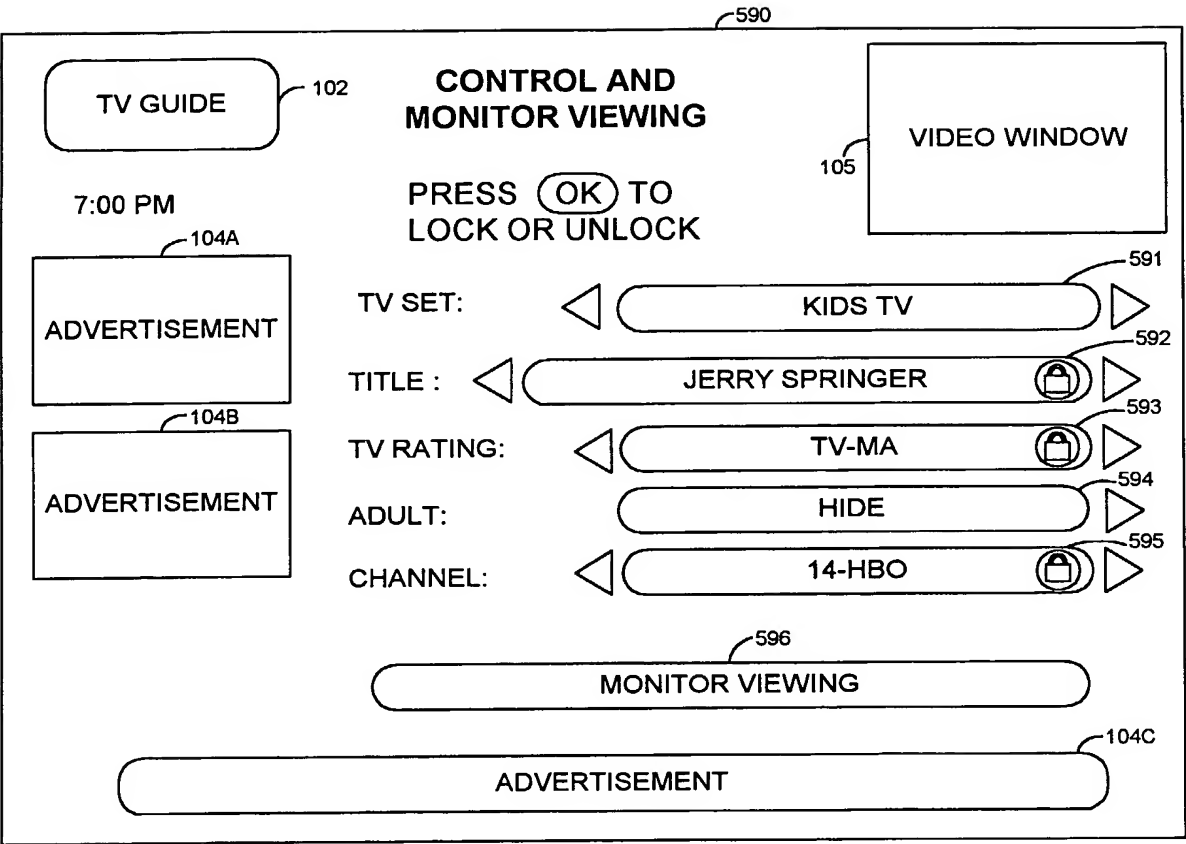 590
TV GUIDE
102
CONTROL AND
MONITOR VIEWING
VIDEO WINDOW
105
7:00 PM
PRESS OK TO
LOCK OR UNLOCK
104A
ADVERTISEMENT
104B
ADVERTISEMENT
591
TV SET:
KIDS TV
592
TITLE :
JERRY SPRINGER
593
TV RATING:
TV-MA
594
ADULT:
HIDE
595
CHANNEL:
14-HBO
596
MONITOR VIEWING
104C
ADVERTISEMENT